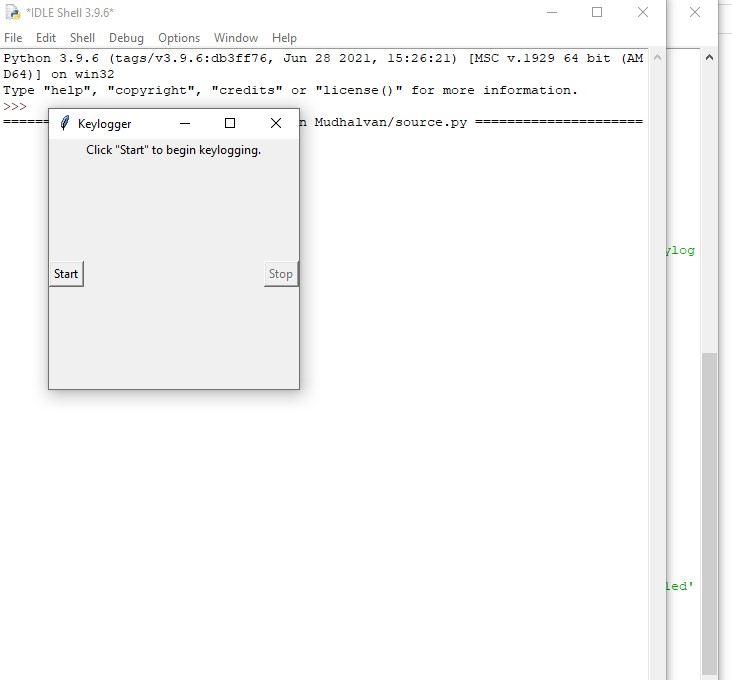 *IDLE Shell 3.9.6*
File Edit Shell Debug Options Window Help
Python 3.9.6 (tags/v3.9.6:db3ff76, Jun 28 2021, 15:26:21) [MSC v.1929 64 bit (AM
D64)] on win32
Type "help", "copyright", "credits" or "license()" for more information.
>>>
====== n Mudhalvan/source.py =====================
Keylogger
Click "Start" to begin keylogging.
Start Stop
ylog
led'